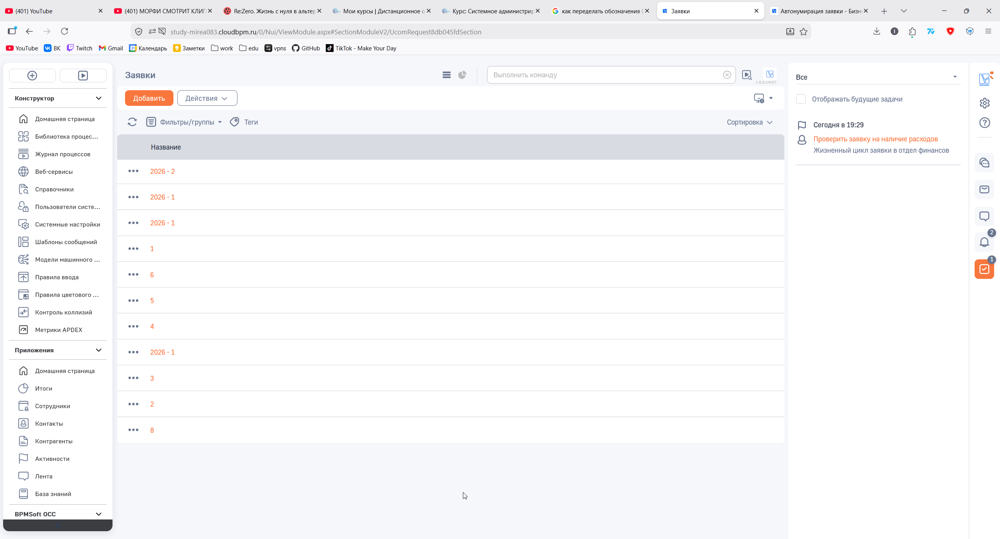 (401) YouTube
(401) МОРФИ СМОТРИТ КЛИП
Re:Zero. Жизнь с нуля в альтер
Мои курсы | Дистанционное о
Курс: Системное администрир
как переделать обозначения
Заявки
Автонумирация заявки - Бизн
study-mirea083.cloudbpm.ru/0/Nui/ViewModule.aspx#SectionModuleV2/UcomRequest8db045fdSection
YouTube
ВК
Twitch
Gmail
31
Календарь
Заметки
work
edu
vpns
GitHub
TikTok - Make Your Day
Конструктор
Домашняя страница
Библиотека процес...
Журнал процессов
Веб-сервисы
Справочники
Пользователи систе...
Системные настройки
Шаблоны сообщений
Модели машинного ...
Правила ввода
Правила цветового ...
Контроль коллизий
Метрики APDEX
Приложения
Домашняя страница
Итоги
Сотрудники
Контакты
Контрагенты
Активности
Лента
База знаний
BPMSoft OCC
Заявки
Выполнить команду
1.8.0.14107
Добавить
Действия
Фильтры/группы
Теги
Сортировка
Название
2026 - 2
2026 - 1
2026 - 1
1
6
5
4
2026 - 1
3
2
8
Все
Отображать будущие задачи
Сегодня в 19:29
Проверить заявку на наличие расходов
Жизненный цикл заявки в отдел финансов
ЮКОМС
2
1